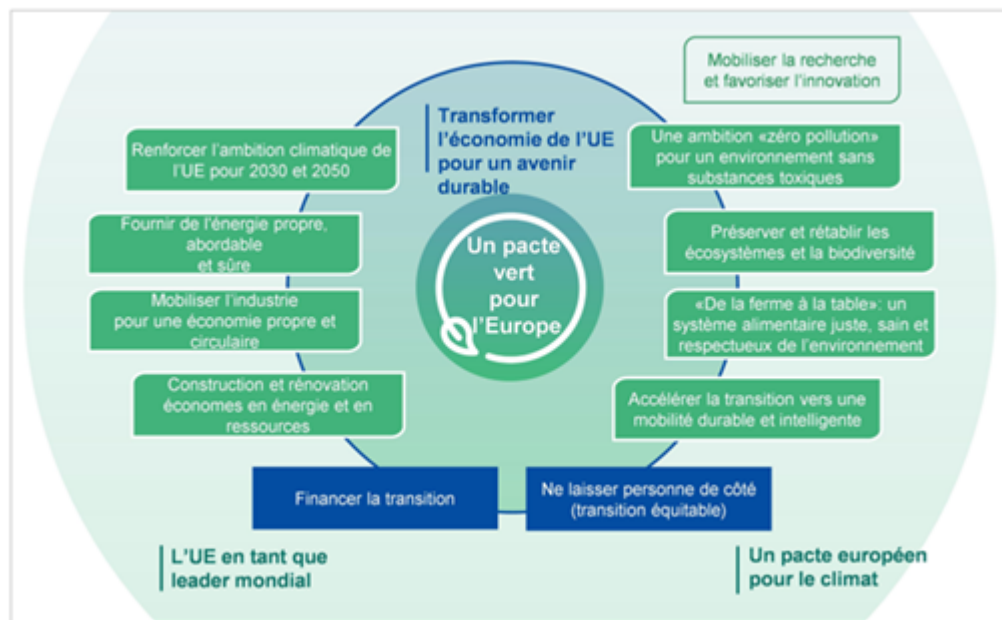 Mobiliser la recherche
et favoriser l'innovation
Transformer
l'économie de l'UE
pour un avenir
durable
Renforcer l'ambition climatique de
l'UE pour 2030 et 2050
Une ambition «zéro pollution»
pour un environnement sans
substances toxiques
Fournir de l'énergie propre,
abordable
et sûre
Préserver et rétablir les
écosystèmes et la biodiversité
Un pacte
vert
pour
l'Europe
Mobiliser l'industrie
pour une économie propre et
circulaire
«De la ferme à la table»: un
système alimentaire juste, sain et
respectueux de l'environnement
Construction et rénovation
économes en énergie et en
ressources
Accélérer la transition vers une
mobilité durable et intelligente
Financer la transition
Ne laisser personne de côté
(transition équitable)
L'UE en tant que
leader mondial
Un pacte européen
pour le climat